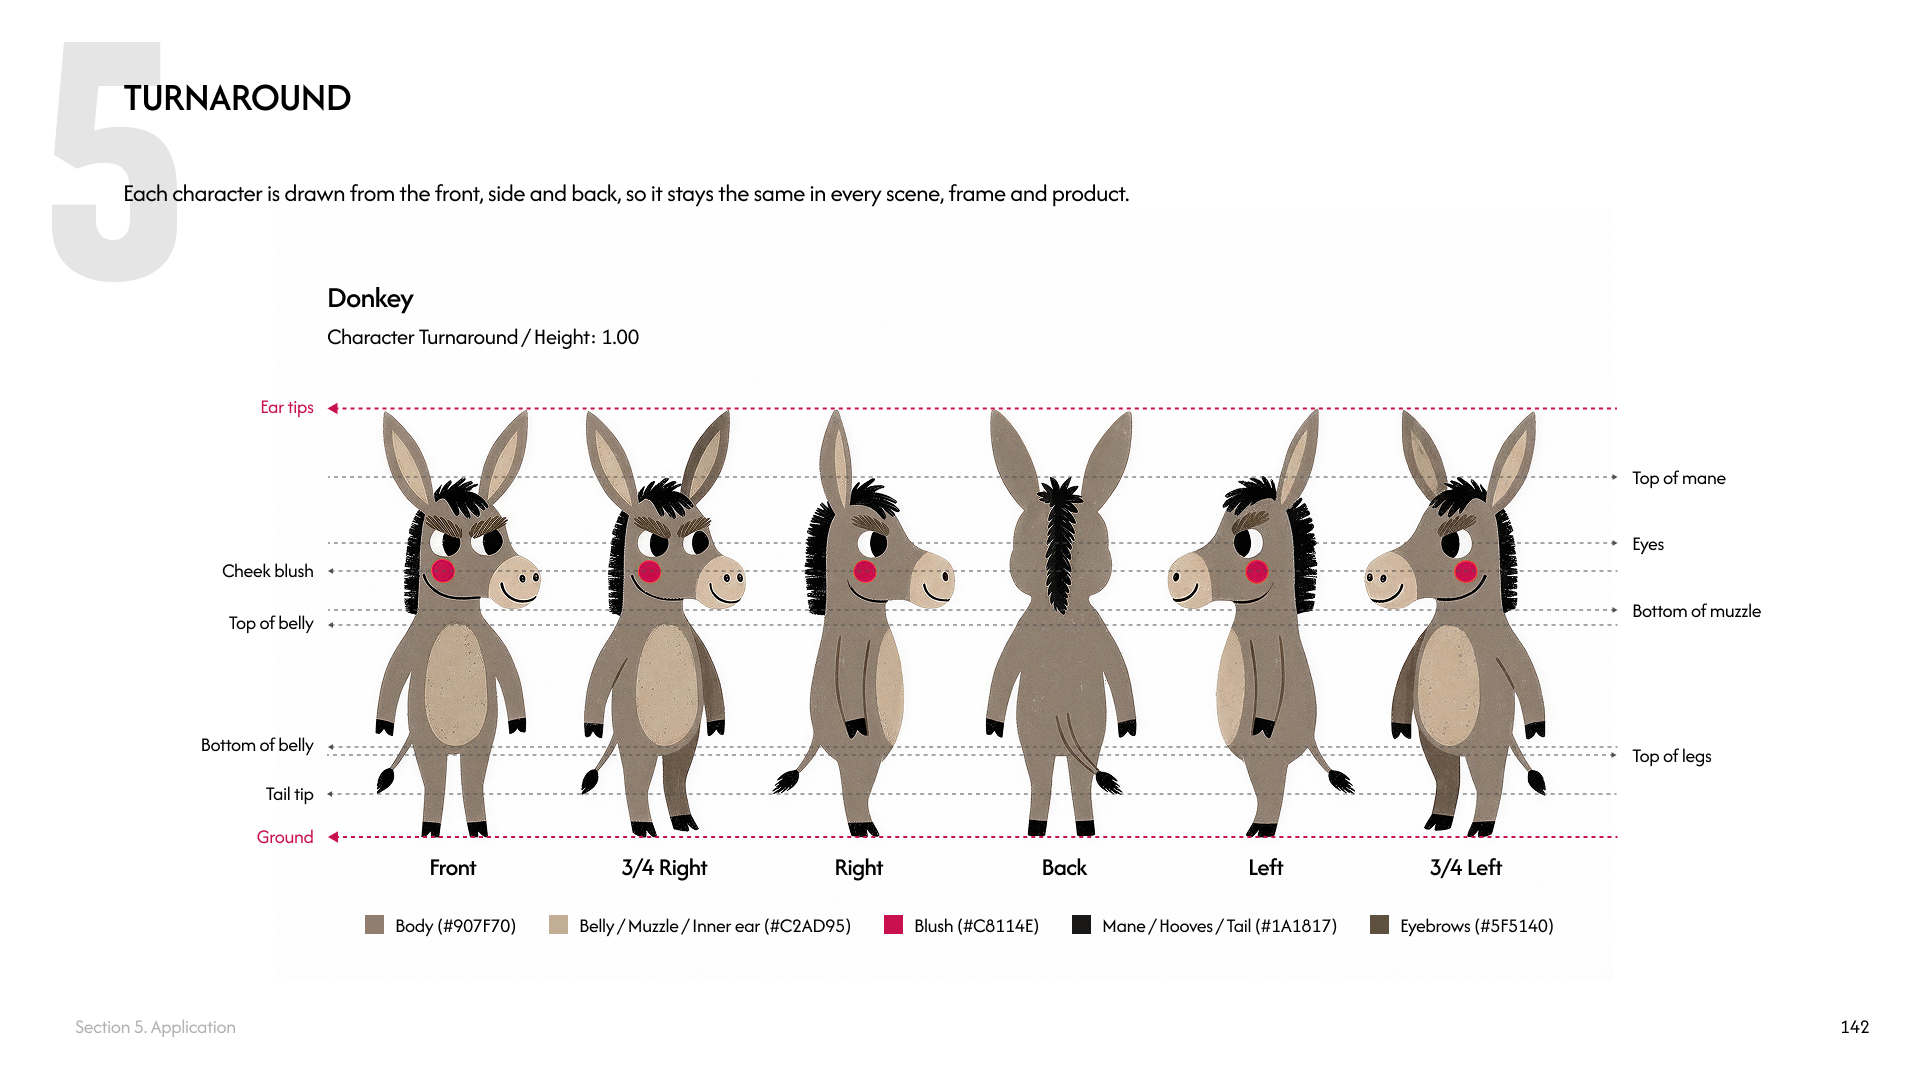 5
TURNAROUND
Each character is drawn from the front, side and back, so it stays the same in every scene, frame and product.
Donkey
Character Turnaround / Height: 1.00
Ear tips
Top of mane
Eyes
Cheek blush
Bottom of muzzle
Top of belly
Bottom of belly
Top of legs
Tail tip
Ground
Front
3/4 Right
Right
Back
Left
3/4 Left
Body (#907F70)
Belly / Muzzle / Inner ear (#C2AD95)
Blush (#C8114E)
Mane / Hooves / Tail (#1A1817)
Eyebrows (#5F5140)
Section 5. Application
142